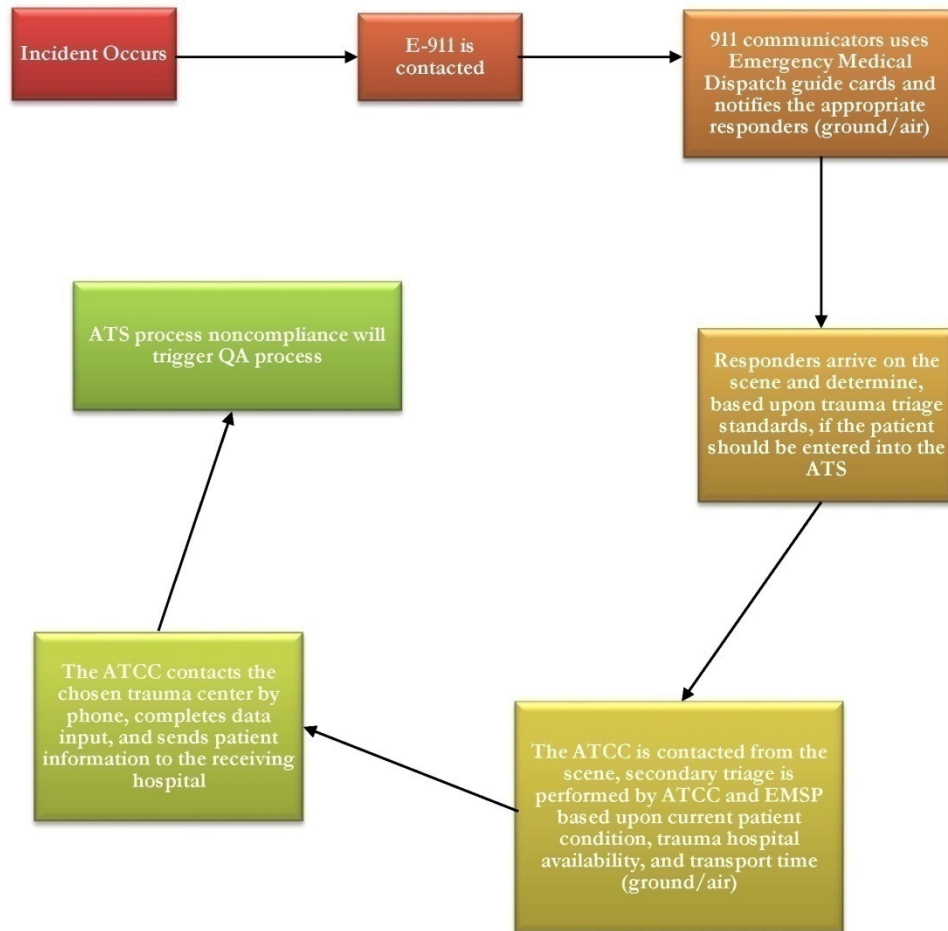 Incident Occurs
E-911 is
contacted
911 communicators uses
Emergency Medical
Dispatch guide cards and
notifies the appropriate
responders (ground/air)
Responders arrive on the
scene and determine,
based upon trauma triage
standards, if the patient
should be entered into the
ATS
The ATCC is contacted from the
scene, secondary triage is
performed by ATCC and EMSP
based upon current patient
condition, trauma hospital
availability, and transport time
(ground/air)
The ATCC contacts the
chosen trauma center by
phone, completes data
input, and sends patient
information to the receiving
hospital
ATS process noncompliance will
trigger QA process